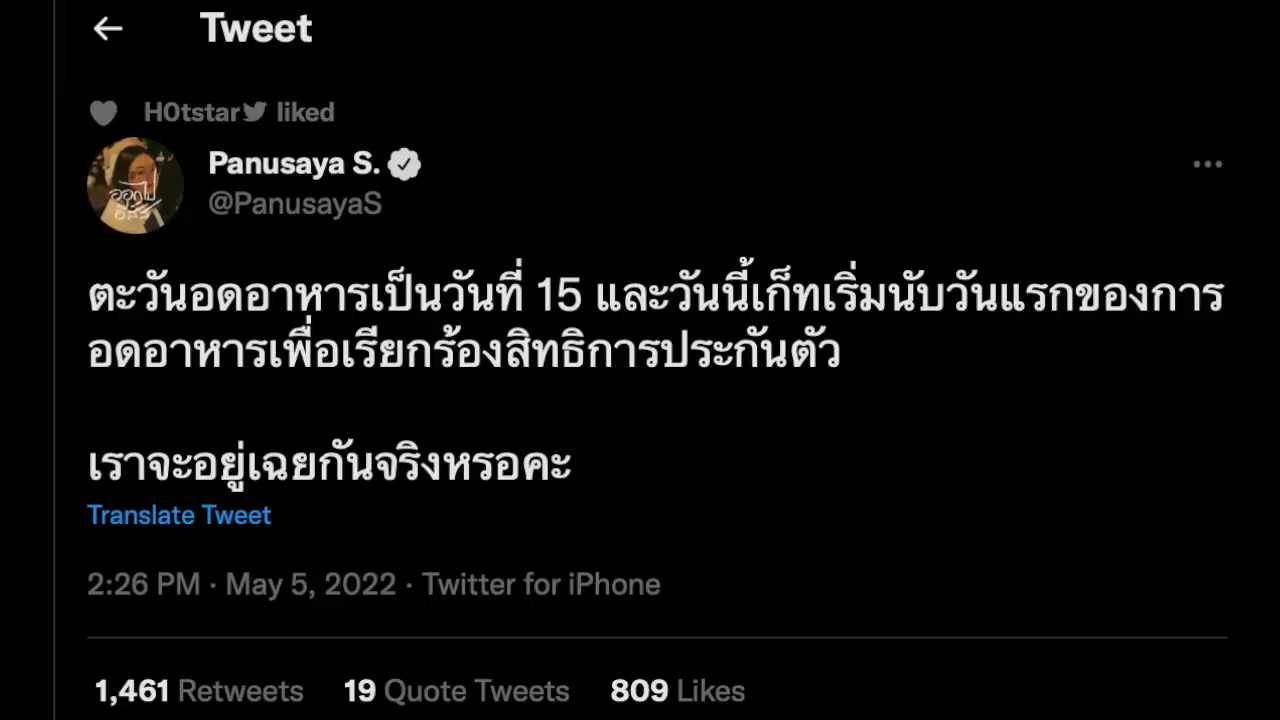 Tweet
H0tstar liked
Panusaya S.
@PanusayaS
ตะวันอดอาหารเป็นวันที่ 15 และวันนี้เก็ทเริ่มนับวันแรกของการ
อดอาหารเพื่อเรียกร้องสิทธิการประกันตัว
เราจะอยู่เฉยกันจริงหรอคะ
Translate Tweet
2:26 PM · May 5, 2022 · Twitter for iPhone
1,461 Retweets 19 Quote Tweets 809 Likes